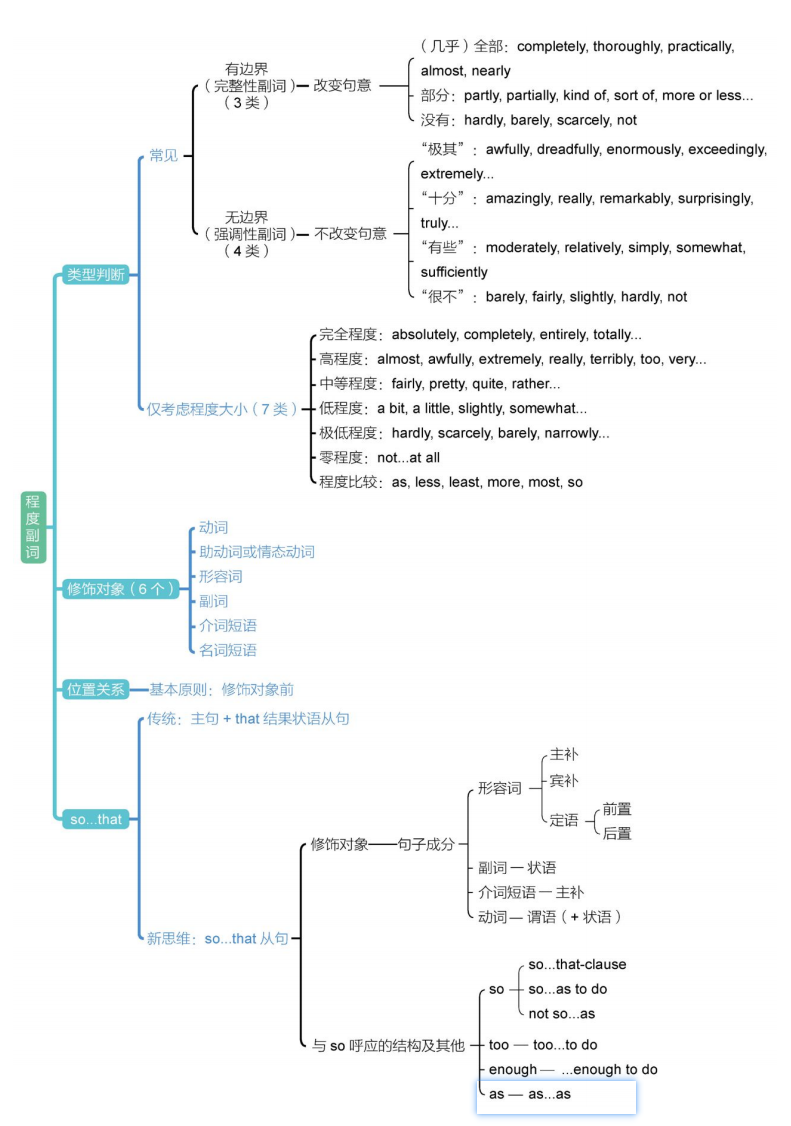 程度副词
类型判断
常见
有边界
（完整性副词）
（3 类）
改变句意
（几乎）全部：completely, thoroughly, practically,
almost, nearly
部分：partly, partially, kind of, sort of, more or less...
没有：hardly, barely, scarcely, not
无边界
（强调性副词）
（4 类）
不改变句意
“极其”：awfully, dreadfully, enormously, exceedingly,
extremely...
“十分”：amazingly, really, remarkably, surprisingly,
truly...
“有些”：moderately, relatively, simply, somewhat,
sufficiently
“很不”：barely, fairly, slightly, hardly, not
仅考虑程度大小（7 类）
完全程度：absolutely, completely, entirely, totally...
高程度：almost, awfully, extremely, really, terribly, too, very...
中等程度：fairly, pretty, quite, rather...
低程度：a bit, a little, slightly, somewhat...
极低程度：hardly, scarcely, barely, narrowly...
零程度：not...at all
程度比较：as, less, least, more, most, so
修饰对象（6 个）
动词
助动词或情态动词
形容词
副词
介词短语
名词短语
位置关系
基本原则：修饰对象前
so...that
传统：主句 + that 结果状语从句
新思维：so...that 从句
修饰对象
句子成分
形容词
主补
宾补
定语
前置
后置
副词
状语
介词短语
主补
动词
谓语（+ 状语）
与 so 呼应的结构及其他
so
so...that-clause
so...as to do
not so...as
too
too...to do
enough
...enough to do
as
as...as